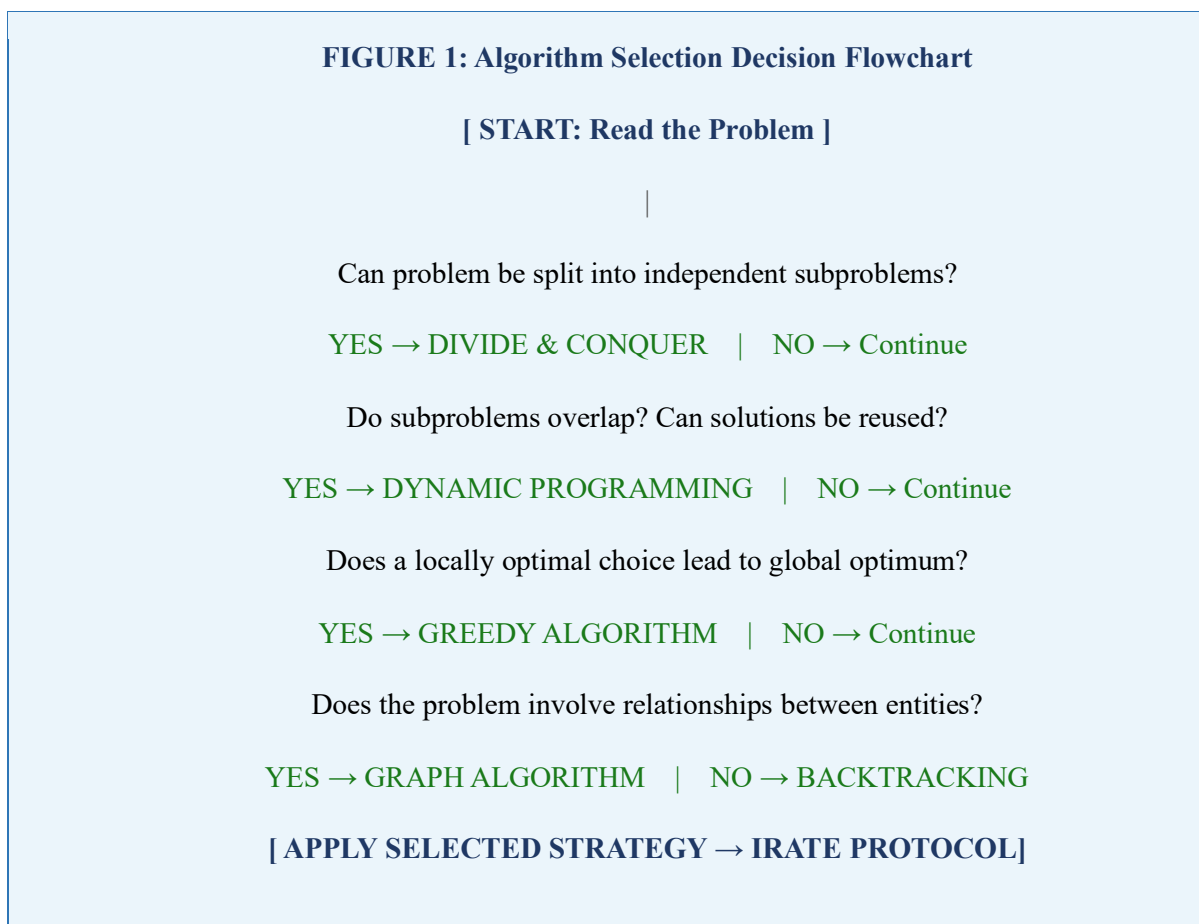 FIGURE 1: Algorithm Selection Decision Flowchart
[ START: Read the Problem ]
|
Can problem be split into independent subproblems?
YES → DIVIDE & CONQUER | NO → Continue
Do subproblems overlap? Can solutions be reused?
YES → DYNAMIC PROGRAMMING | NO → Continue
Does a locally optimal choice lead to global optimum?
YES → GREEDY ALGORITHM | NO → Continue
Does the problem involve relationships between entities?
YES → GRAPH ALGORITHM | NO → BACKTRACKING
[ APPLY SELECTED STRATEGY → IRATE PROTOCOL]